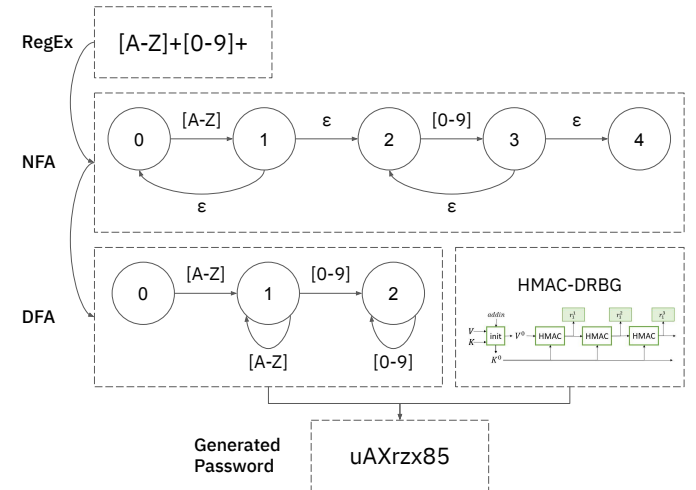 RegEx
[A-Z]+[0-9]+
NFA
[A-Z]
ε
[0-9]
ε
0
1
2
3
4
ε
ε
DFA
[A-Z]
[0-9]
0
1
2
[A-Z]
[0-9]
HMAC-DRBG
addin
V
K
init
V⁰
K⁰
HMAC
HMAC
HMAC
Generated
Password
uAXrzx85